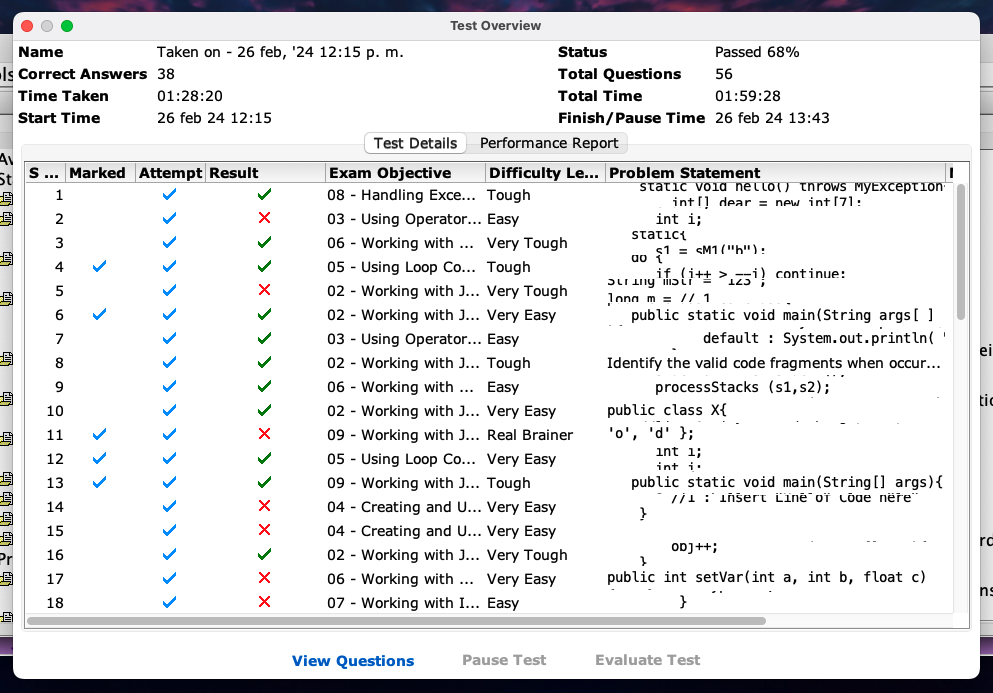 Test Overview
Name Taken on - 26 feb, '24 12:15 p. m. Status Passed 68%
Correct Answers 38 Total Questions 56
Time Taken 01:28:20 Total Time 01:59:28
Start Time 26 feb 24 12:15 Finish/Pause Time 26 feb 24 13:43
Test Details Performance Report
S ... Marked Attempt Result Exam Objective Difficulty Le... Problem Statement
1 08 - Handling Exce... Tough static void hello() throws MyException
int[] dear = new int[7];
2 03 - Using Operator... Easy int i;
3 06 - Working with ... Very Tough static{
s1 = sM1("b");
4 05 - Using Loop Co... Tough do {
if (i++ > --i) continue;
5 02 - Working with J... Very Tough String mStr = "123";
long m = // 1
6 02 - Working with J... Very Easy public static void main(String args[ ]
7 03 - Using Operator... Easy default : System.out.println(
8 02 - Working with J... Tough Identify the valid code fragments when occur...
9 06 - Working with ... Easy processStacks (s1,s2);
10 02 - Working with J... Very Easy public class X{
11 09 - Working with J... Real Brainer 'o', 'd' };
12 05 - Using Loop Co... Very Easy int i;
int i;
13 09 - Working with J... Tough public static void main(String[] args){
14 04 - Creating and U... Very Easy " //1 : Insert Line of Code here"
}
15 04 - Creating and U... Very Easy
16 02 - Working with J... Very Tough obj++;
}
17 06 - Working with ... Very Easy public int setVar(int a, int b, float c)
18 07 - Working with I... Easy }
View Questions Pause Test Evaluate Test